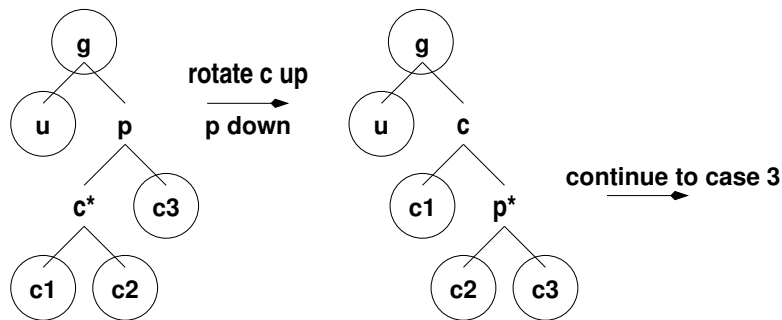 g g
rotate c up
u p p down u c
continue to case 3
c* c3 c1 p*
c1 c2 c2 c3